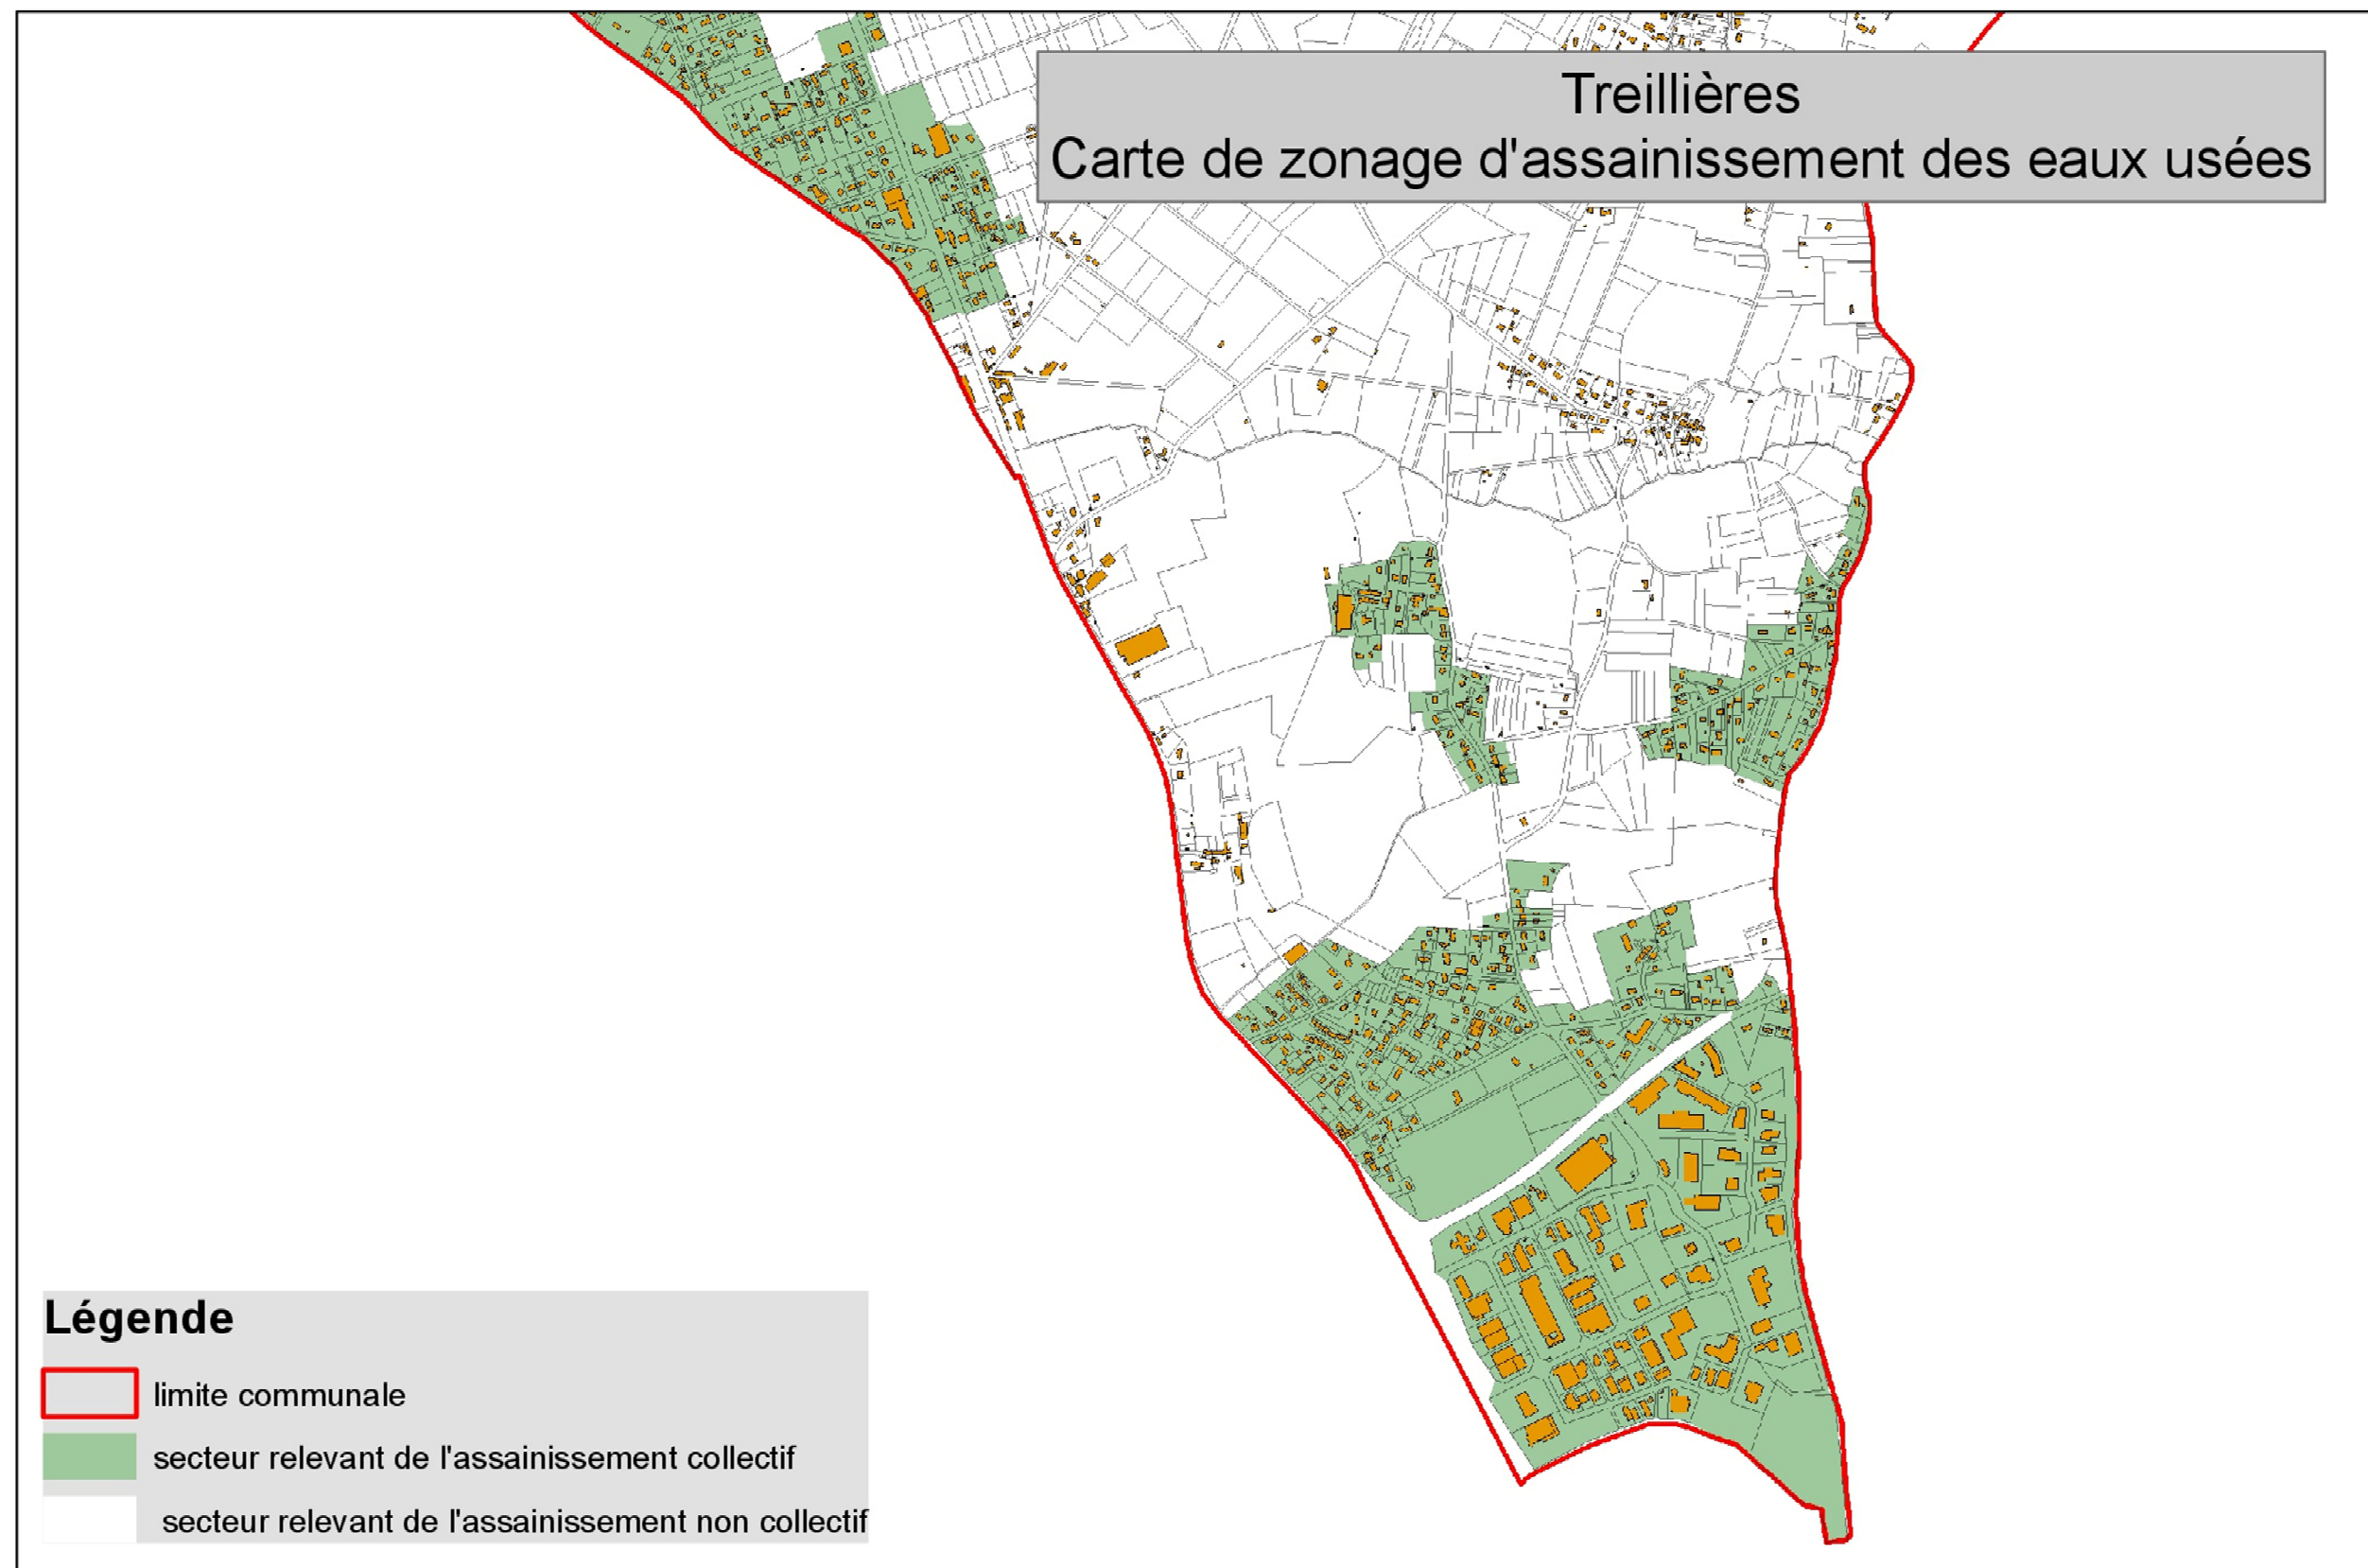 Treillières
Carte de zonage d'assainissement des eaux usées
Légende
limite communale
secteur relevant de l'assainissement collectif
secteur relevant de l'assainissement non collectif